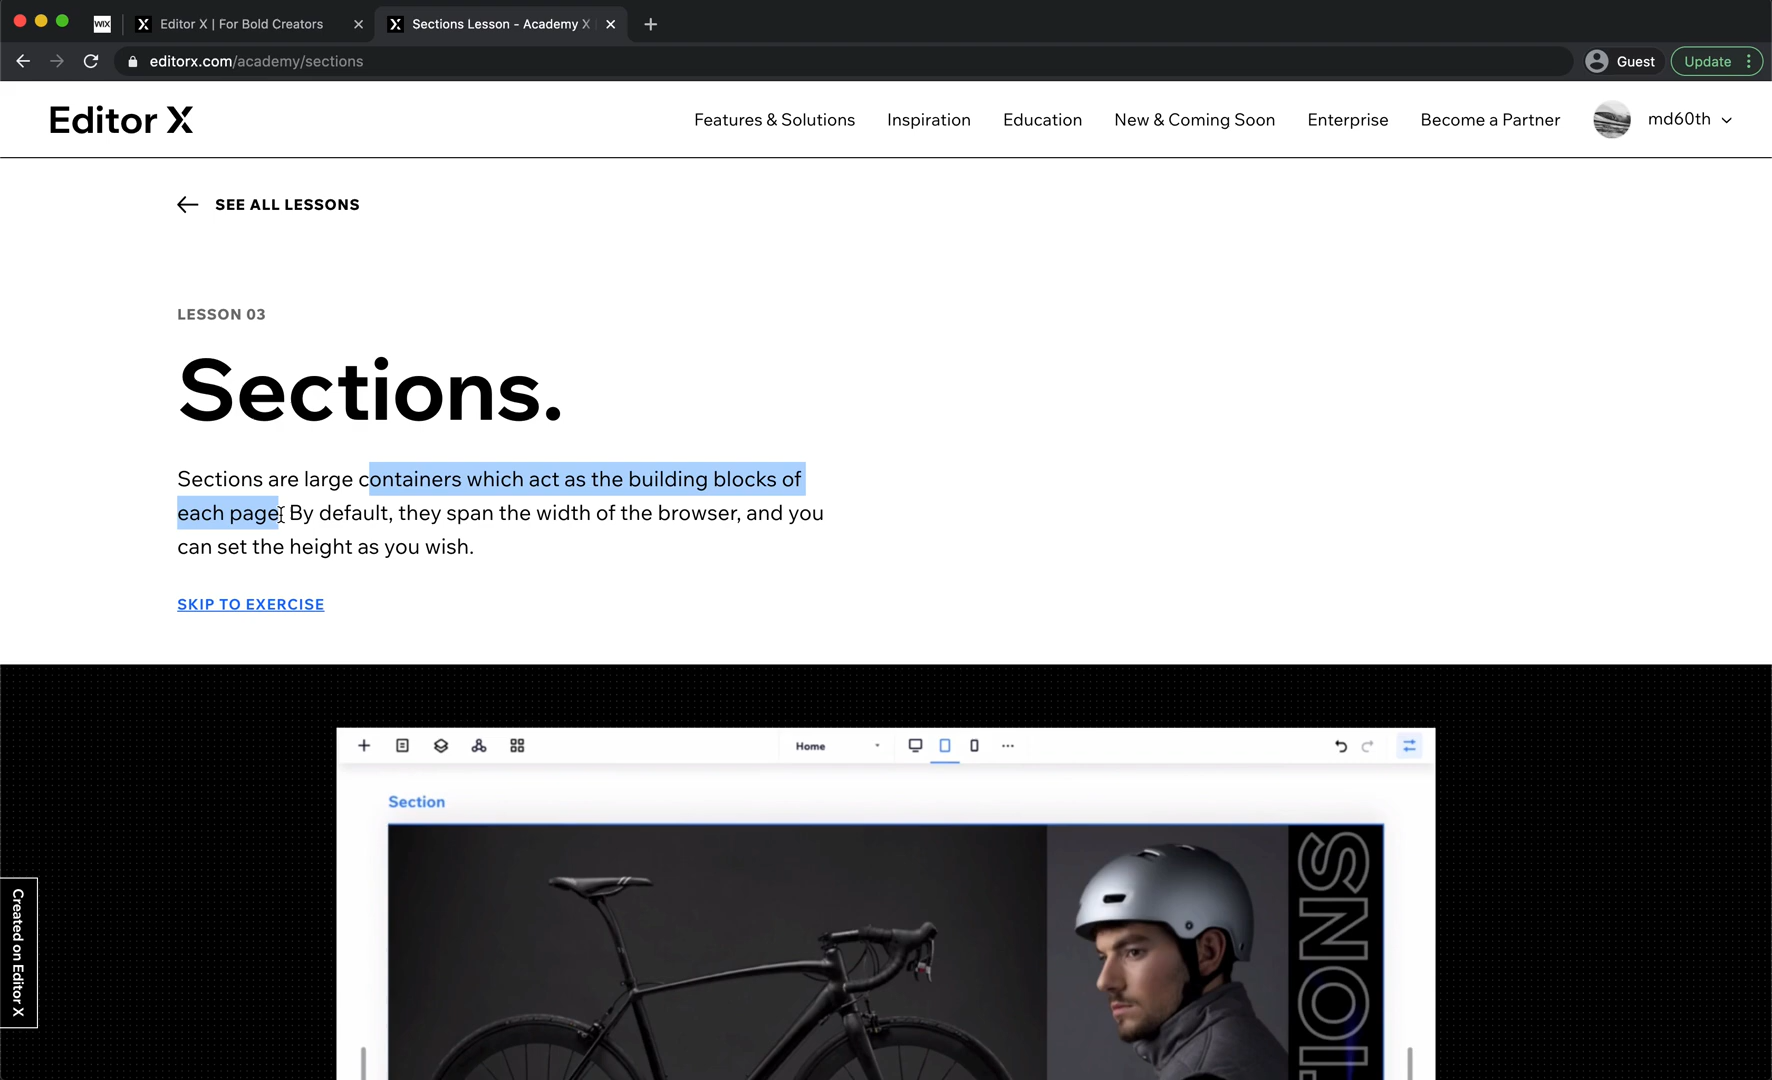 WIX
X Editor X | For Bold Creators
X Sections Lesson - Academy X
editorx.com/academy/sections
Guest
Update
Editor X
Features & Solutions
Inspiration
Education
New & Coming Soon
Enterprise
Become a Partner
md60th
SEE ALL LESSONS
LESSON 03
Sections.
Sections are large containers which act as the building blocks of
each page. By default, they span the width of the browser, and you
can set the height as you wish.
SKIP TO EXERCISE
Home
Section
Created on Editor X